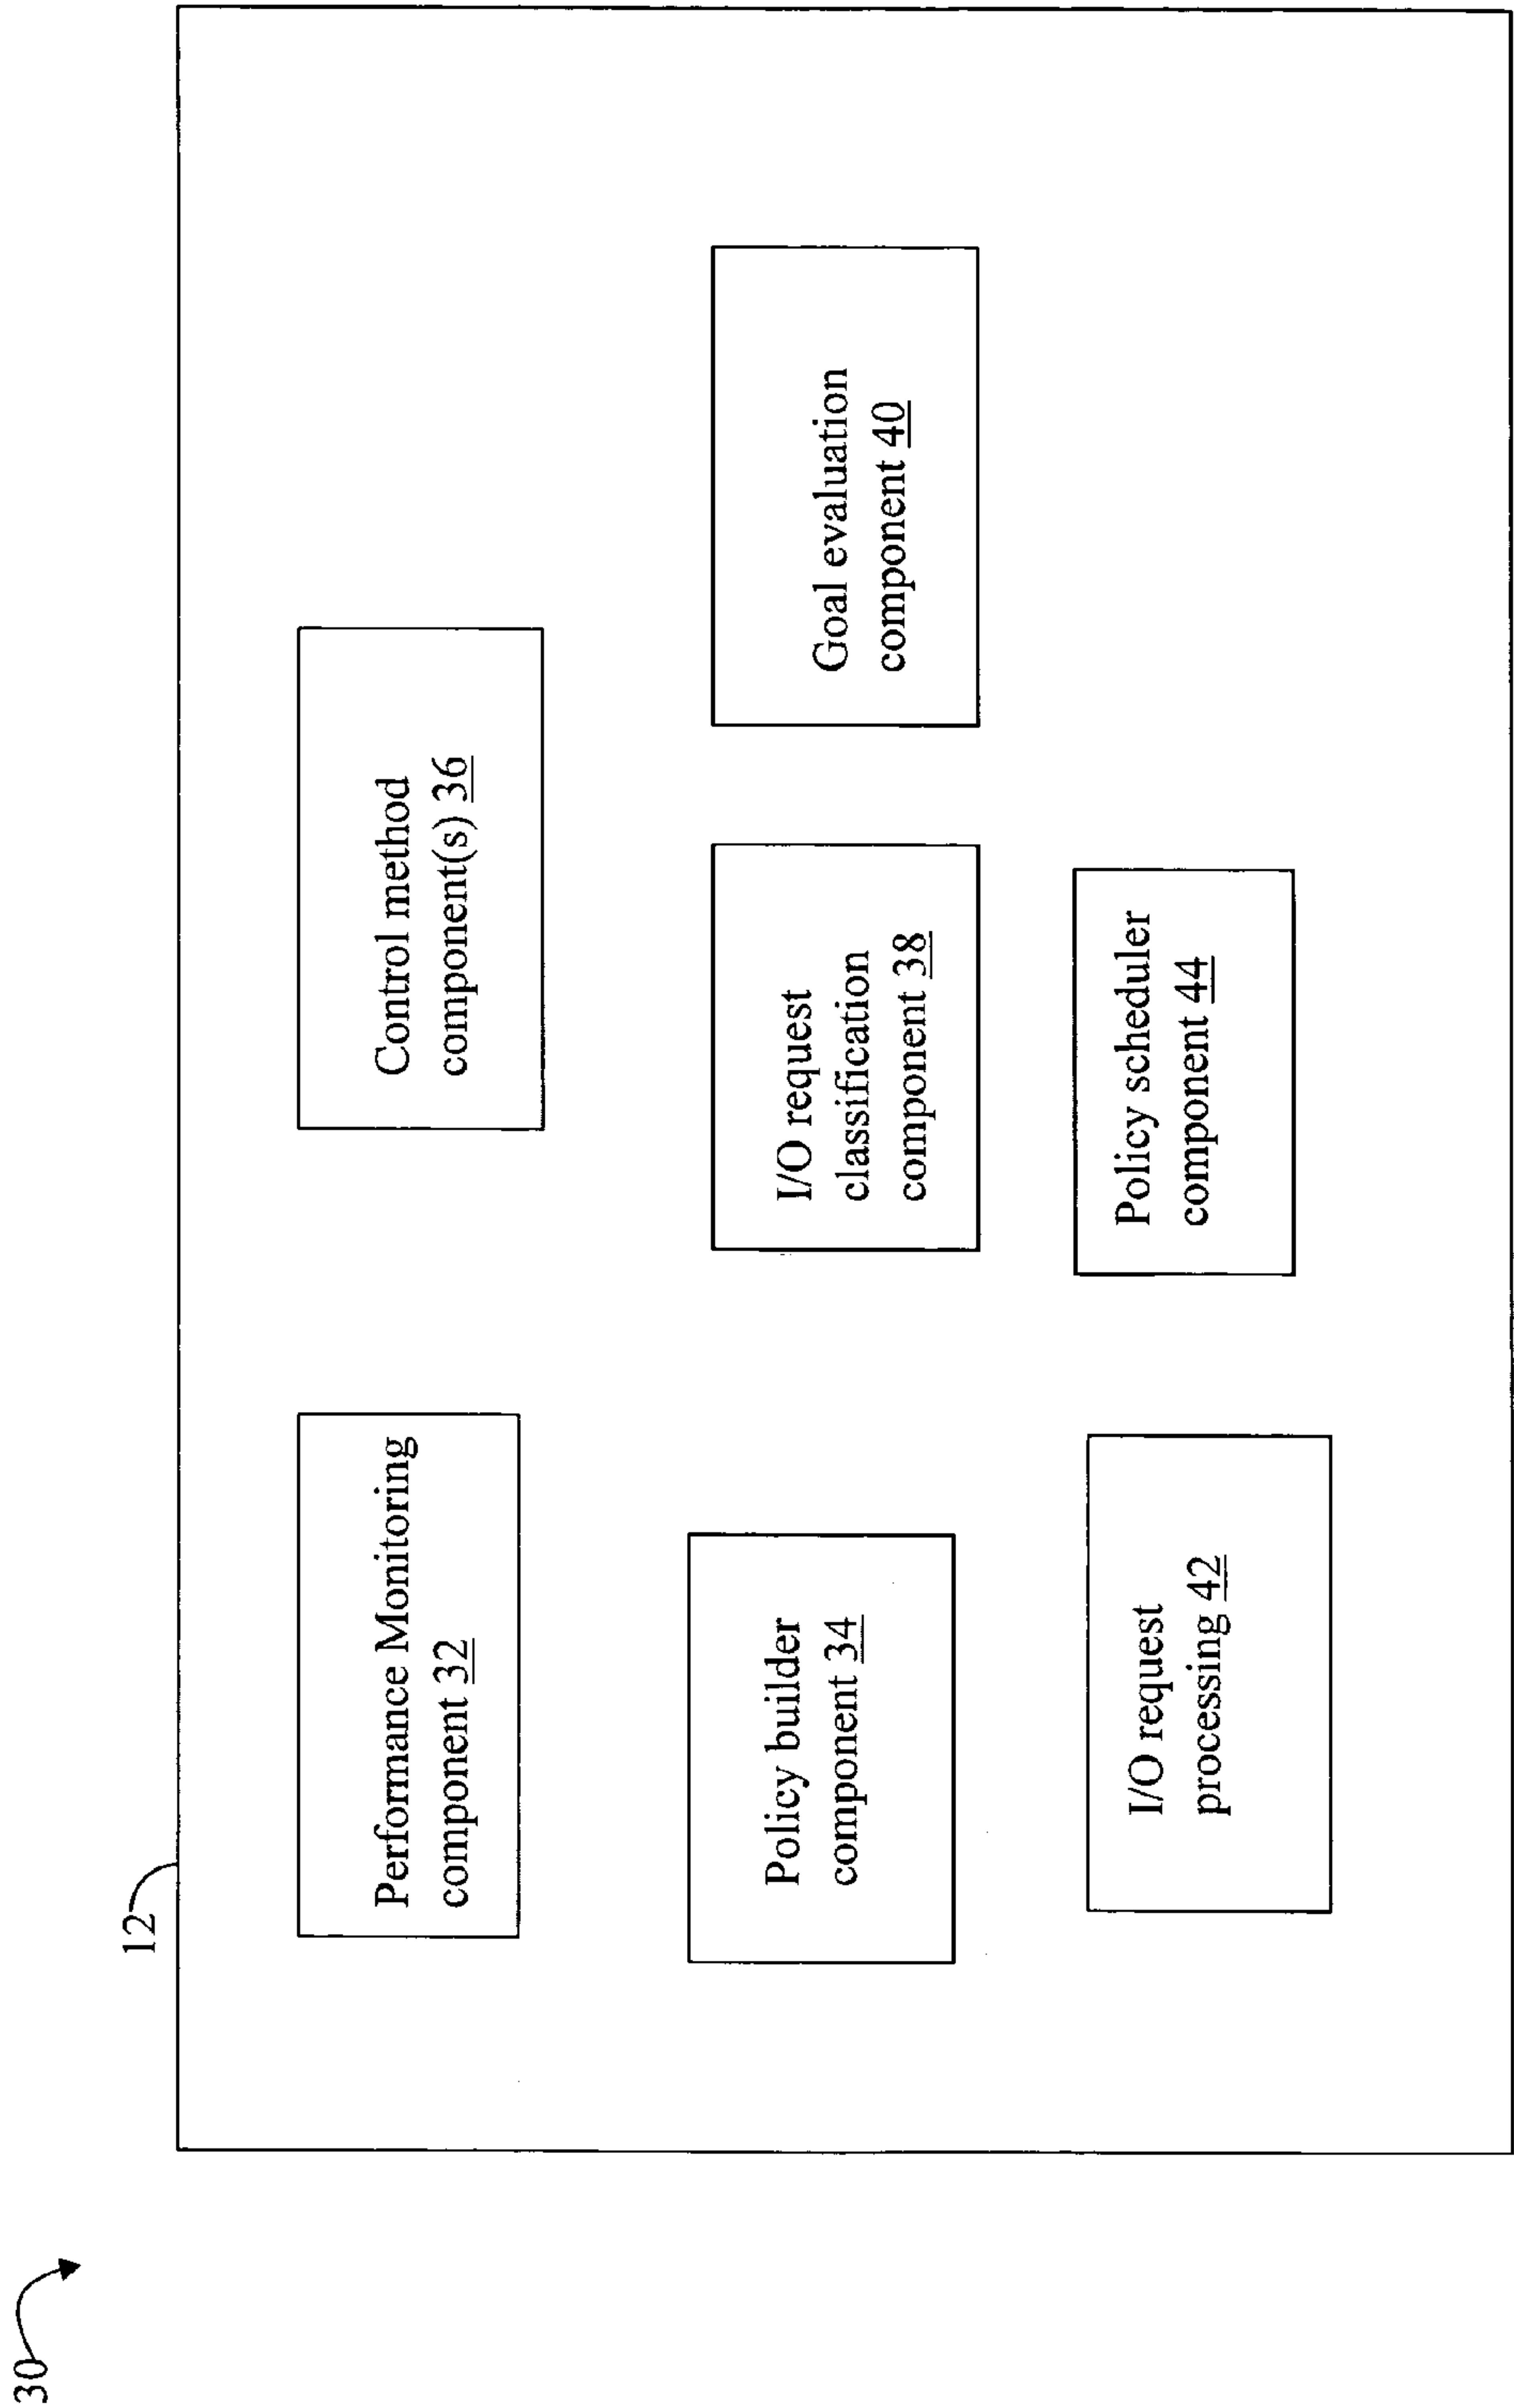 30
12
Performance Monitoring
component 32
Control method
component(s) 36
Policy builder
component 34
I/O request
classification
component 38
Goal evaluation
component 40
I/O request
processing 42
Policy scheduler
component 44